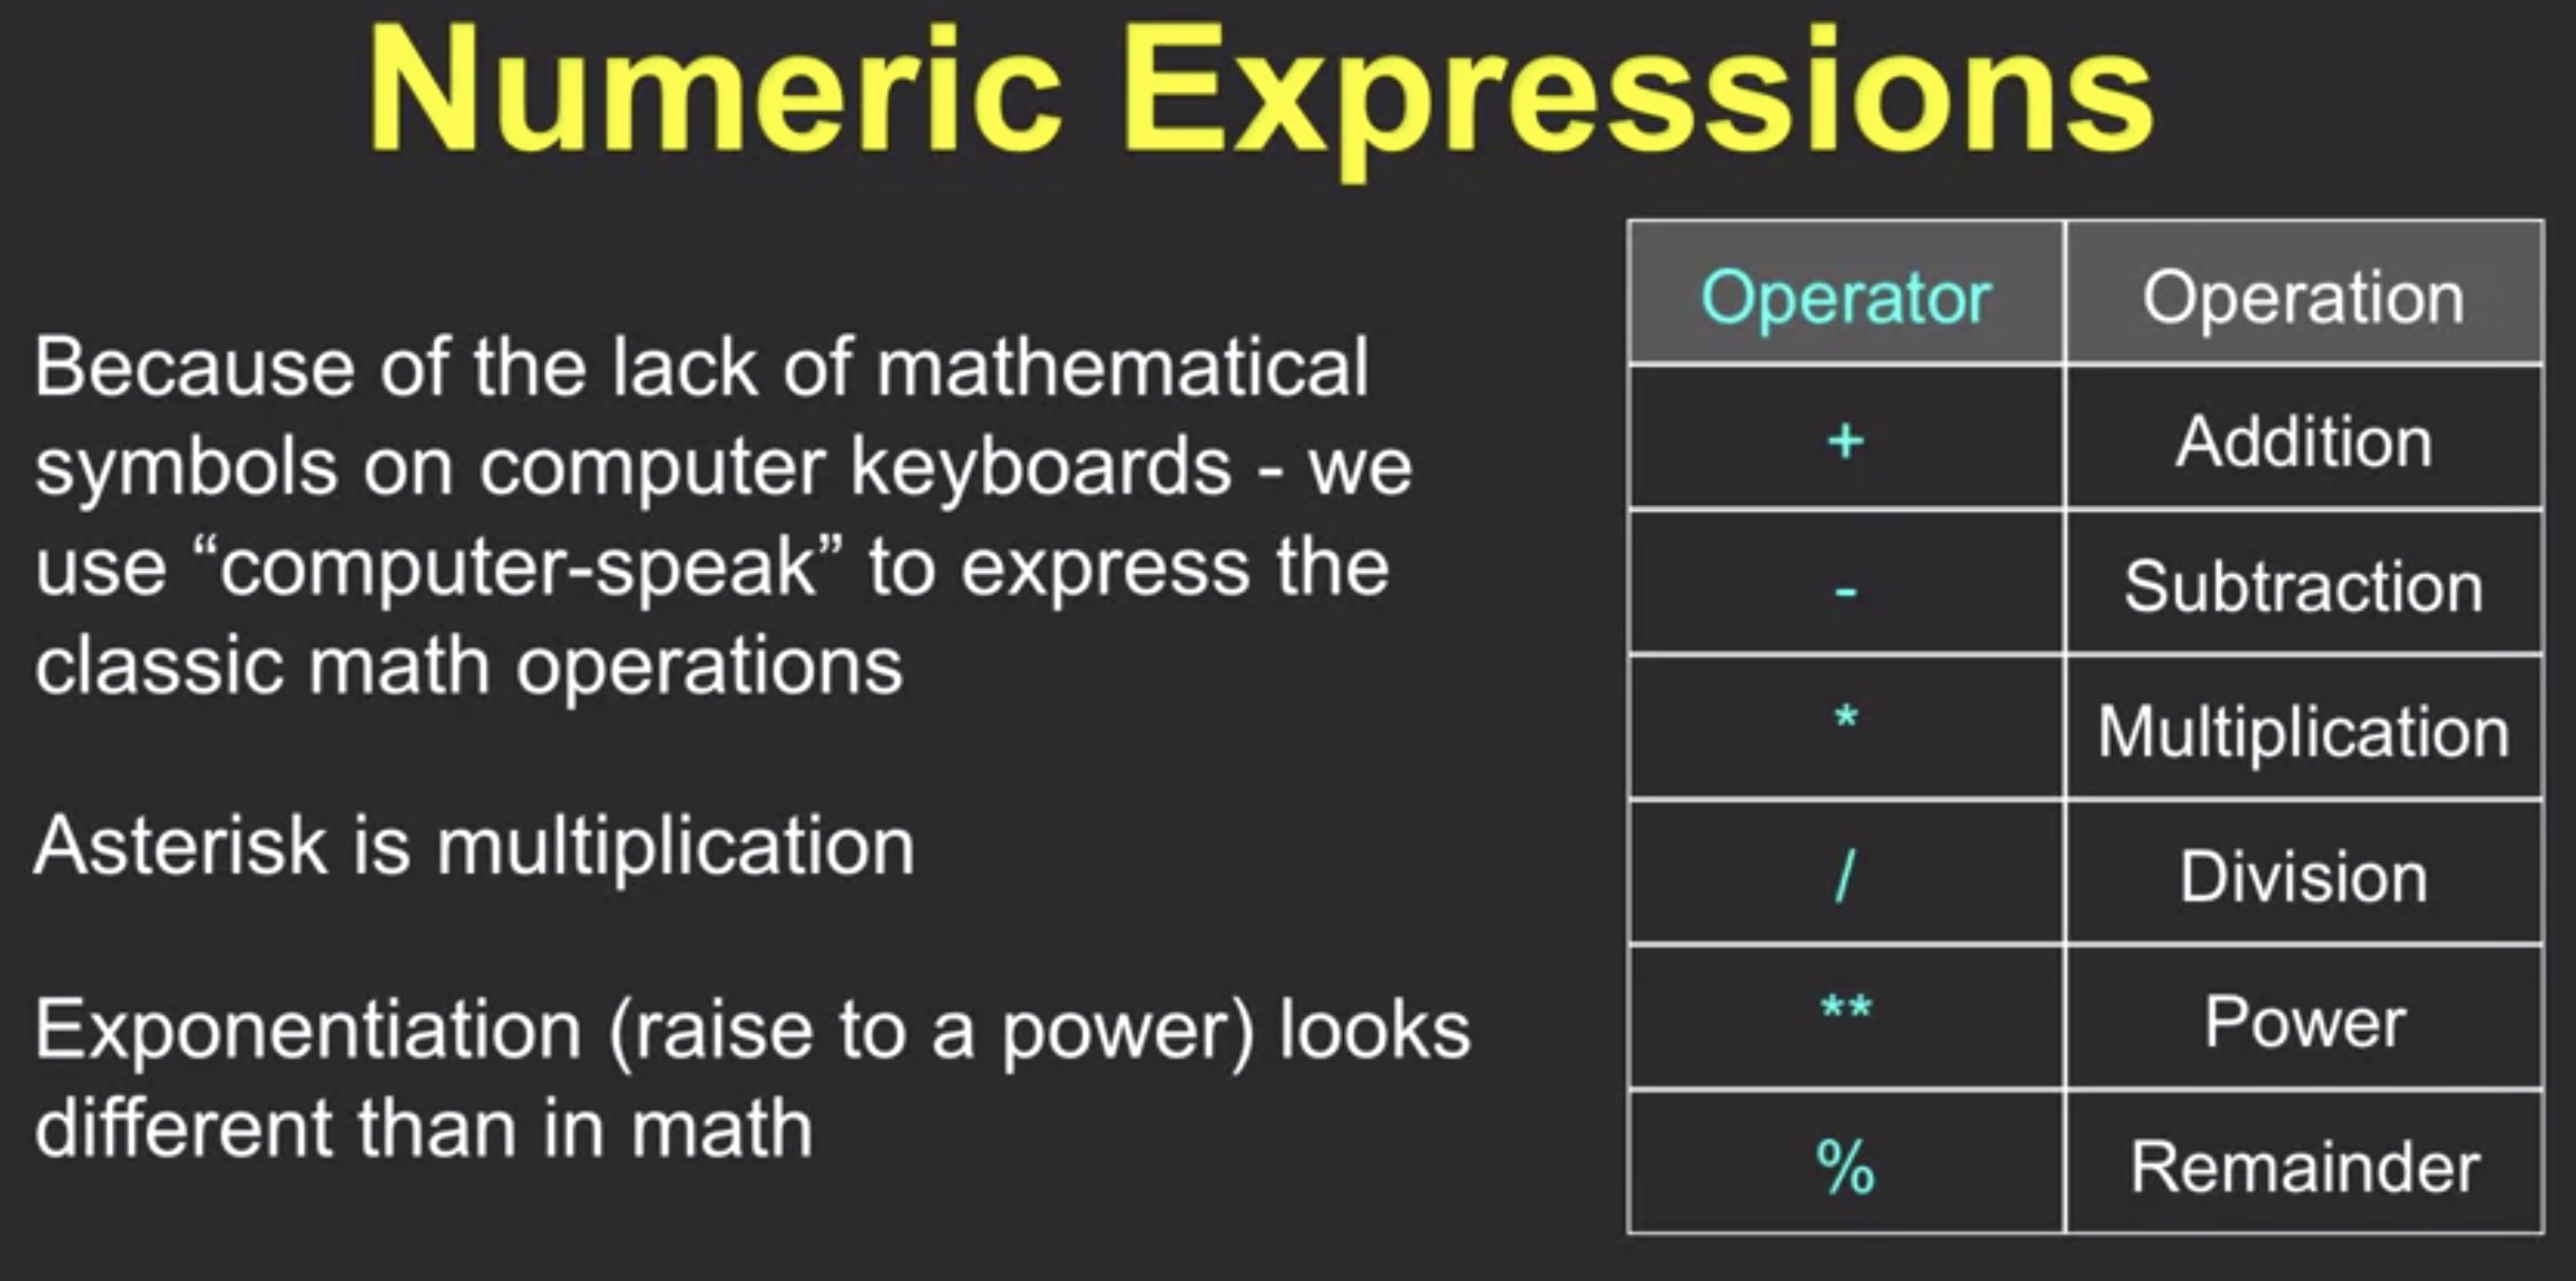 Numeric Expressions
Because of the lack of mathematical
symbols on computer keyboards - we
use “computer-speak” to express the
classic math operations
Asterisk is multiplication
Exponentiation (raise to a power) looks
different than in math
Operator Operation
+ Addition
- Subtraction
* Multiplication
/ Division
** Power
% Remainder